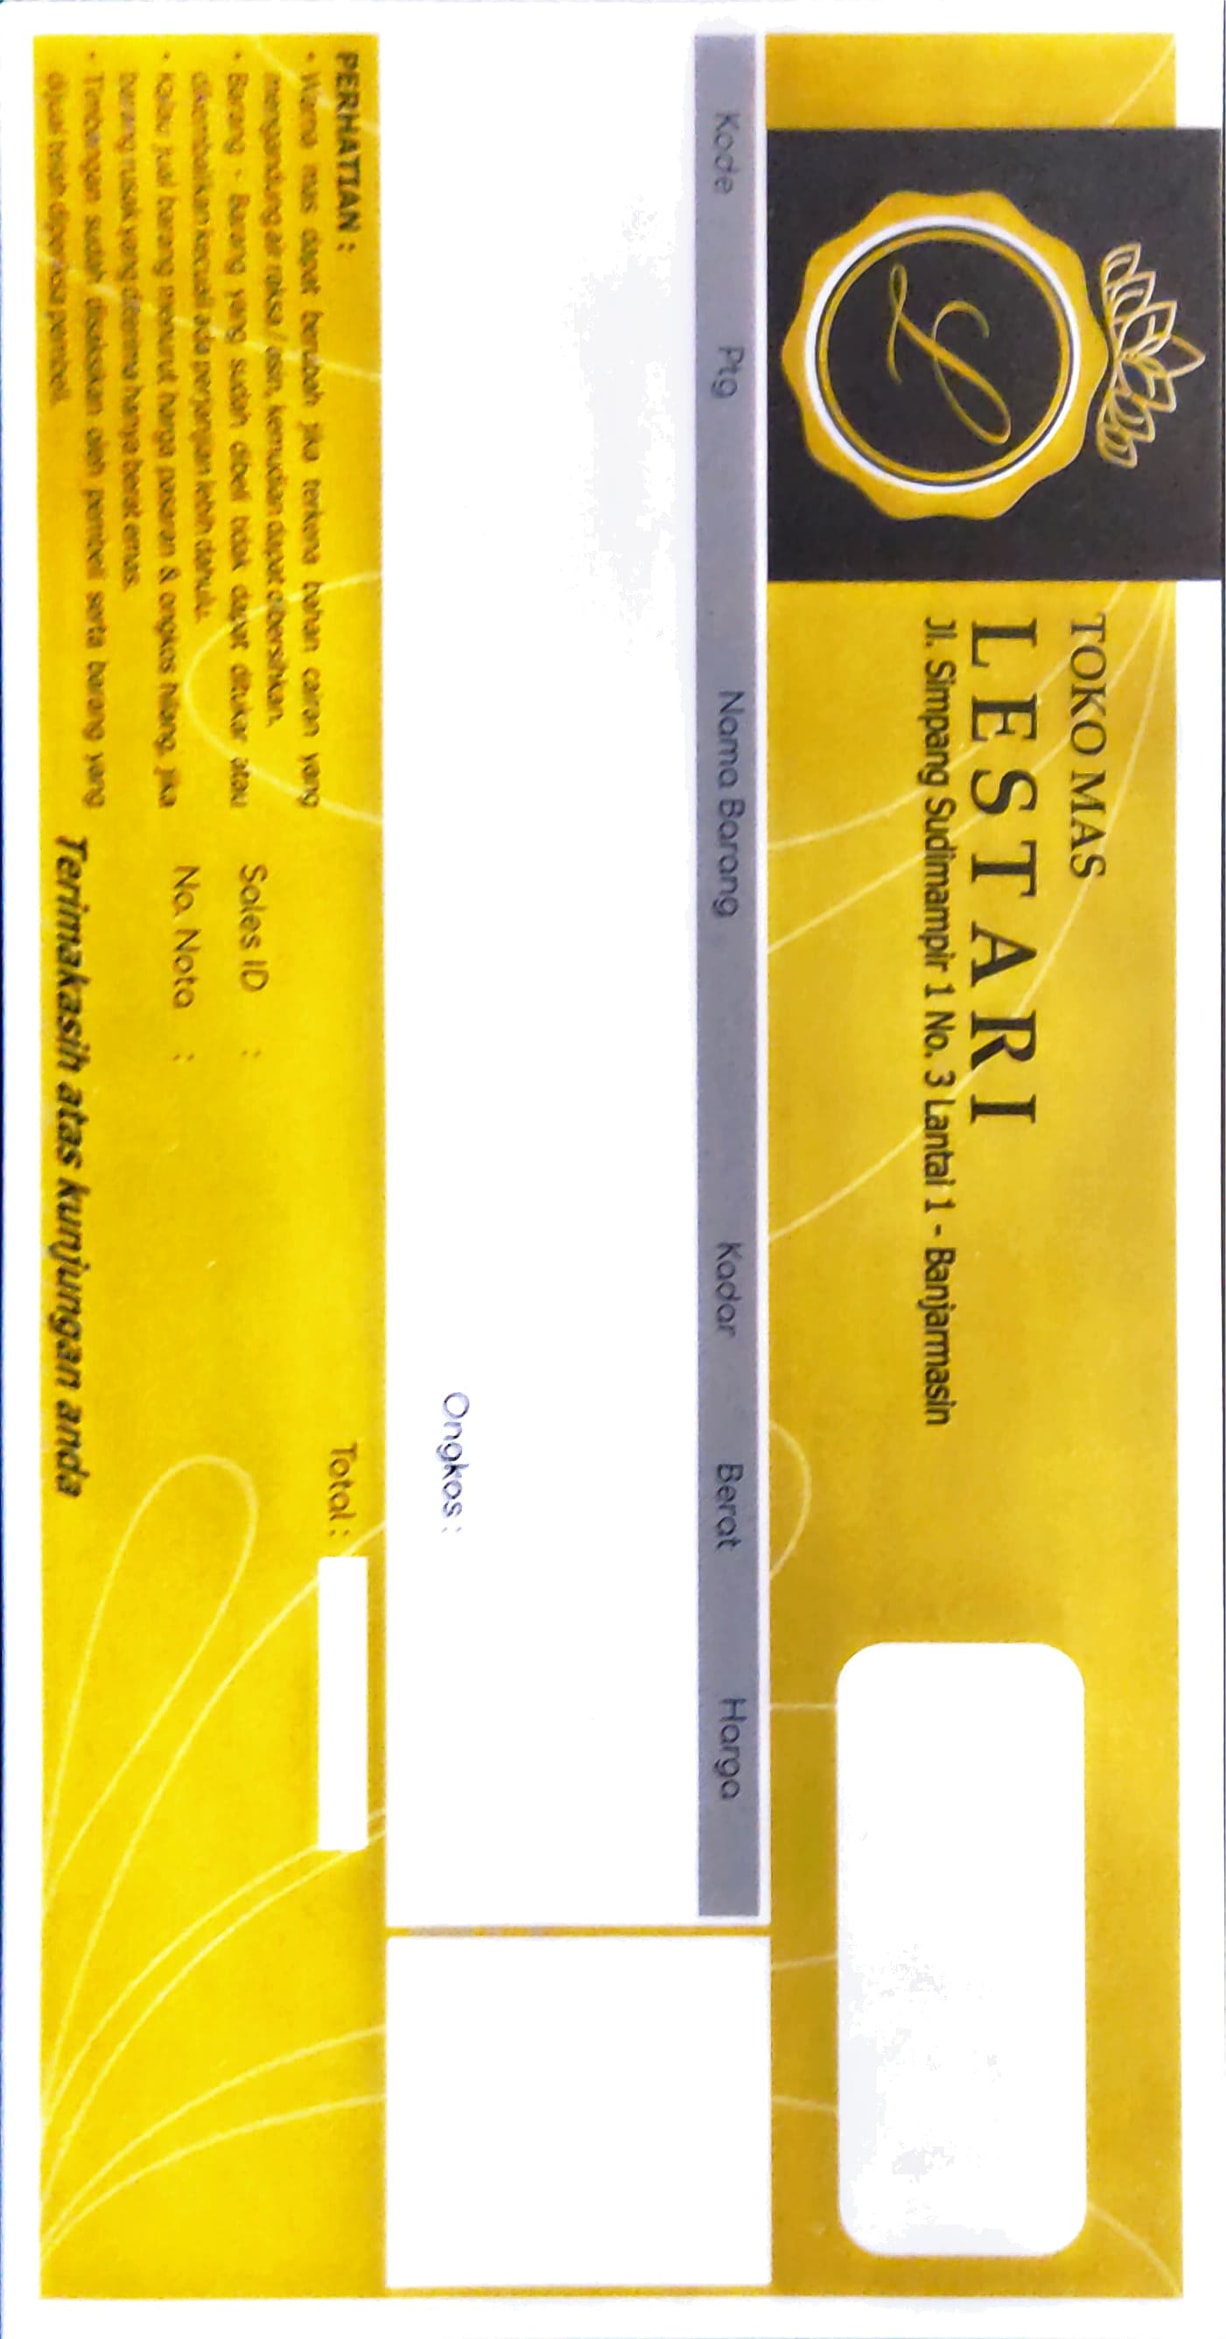 L
TOKO MAS
LESTARI
Jl. Simpang Sudimampir 1 No. 3 Lantai 1 - Banjarmasin
Kode Ptg Nama Barang Kadar Berat Harga
Ongkos :
Total :
PERHATIAN :
• Warna mas dapat berubah jika terkena bahan cairan yang
mengandung air raksa / asin, kemudian dapat dibersihkan.
• Barang - Barang yang sudah dibeli tidak dapat ditukar atau
dikembalikan kecuali ada perjanjian lebih dahulu.
• Kalau jual barang menurut harga pasaran & ongkos hilang, jika
barang rusak yang diterima hanya berat emas.
- Timbangan sudah disaksikan oleh pembeli serta barang yang
dijual telah diperiksa pembeli.
Sales ID :
No. Nota :
Terimakasih atas kunjungan anda